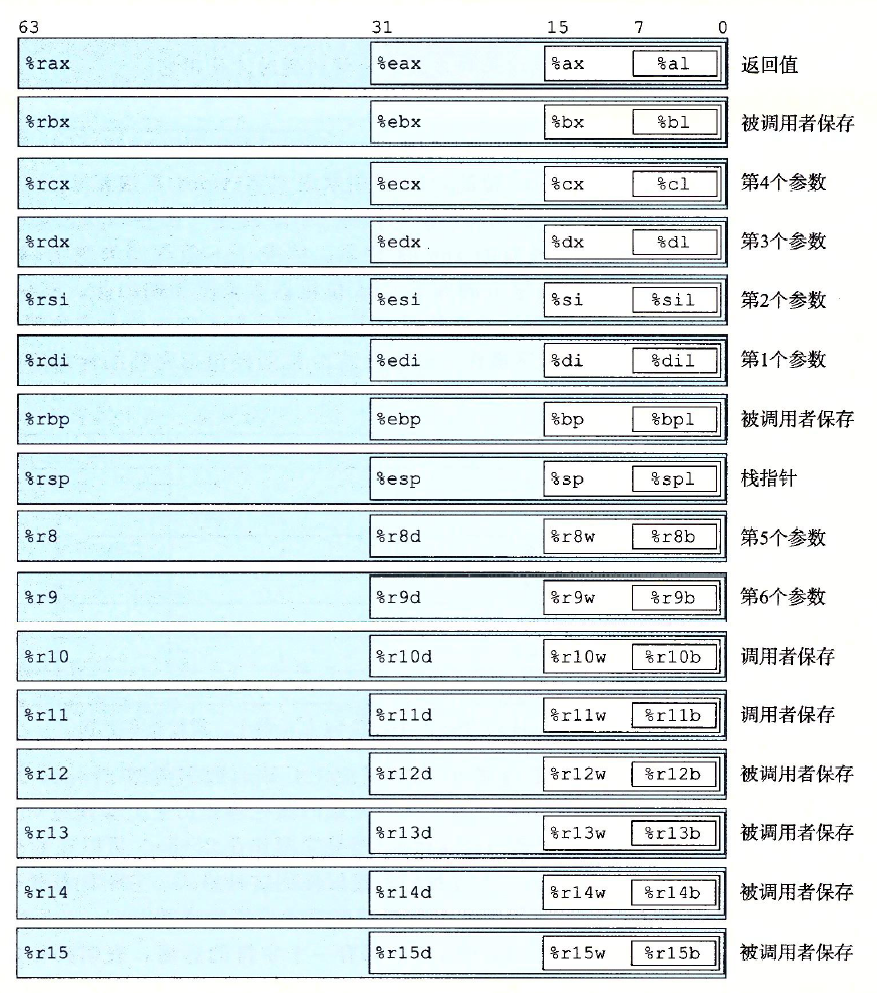 63 31 15 7 0
%rax %eax %ax %al 返回值
%rbx %ebx %bx %bl 被调用者保存
%rcx %ecx %cx %cl 第4个参数
%rdx %edx %dx %dl 第3个参数
%rsi %esi %si %sil 第2个参数
%rdi %edi %di %dil 第1个参数
%rbp %ebp %bp %bpl 被调用者保存
%rsp %esp %sp %spl 栈指针
%r8 %r8d %r8w %r8b 第5个参数
%r9 %r9d %r9w %r9b 第6个参数
%r10 %r10d %r10w %r10b 调用者保存
%r11 %r11d %r11w %r11b 调用者保存
%r12 %r12d %r12w %r12b 被调用者保存
%r13 %r13d %r13w %r13b 被调用者保存
%r14 %r14d %r14w %r14b 被调用者保存
%r15 %r15d %r15w %r15b 被调用者保存